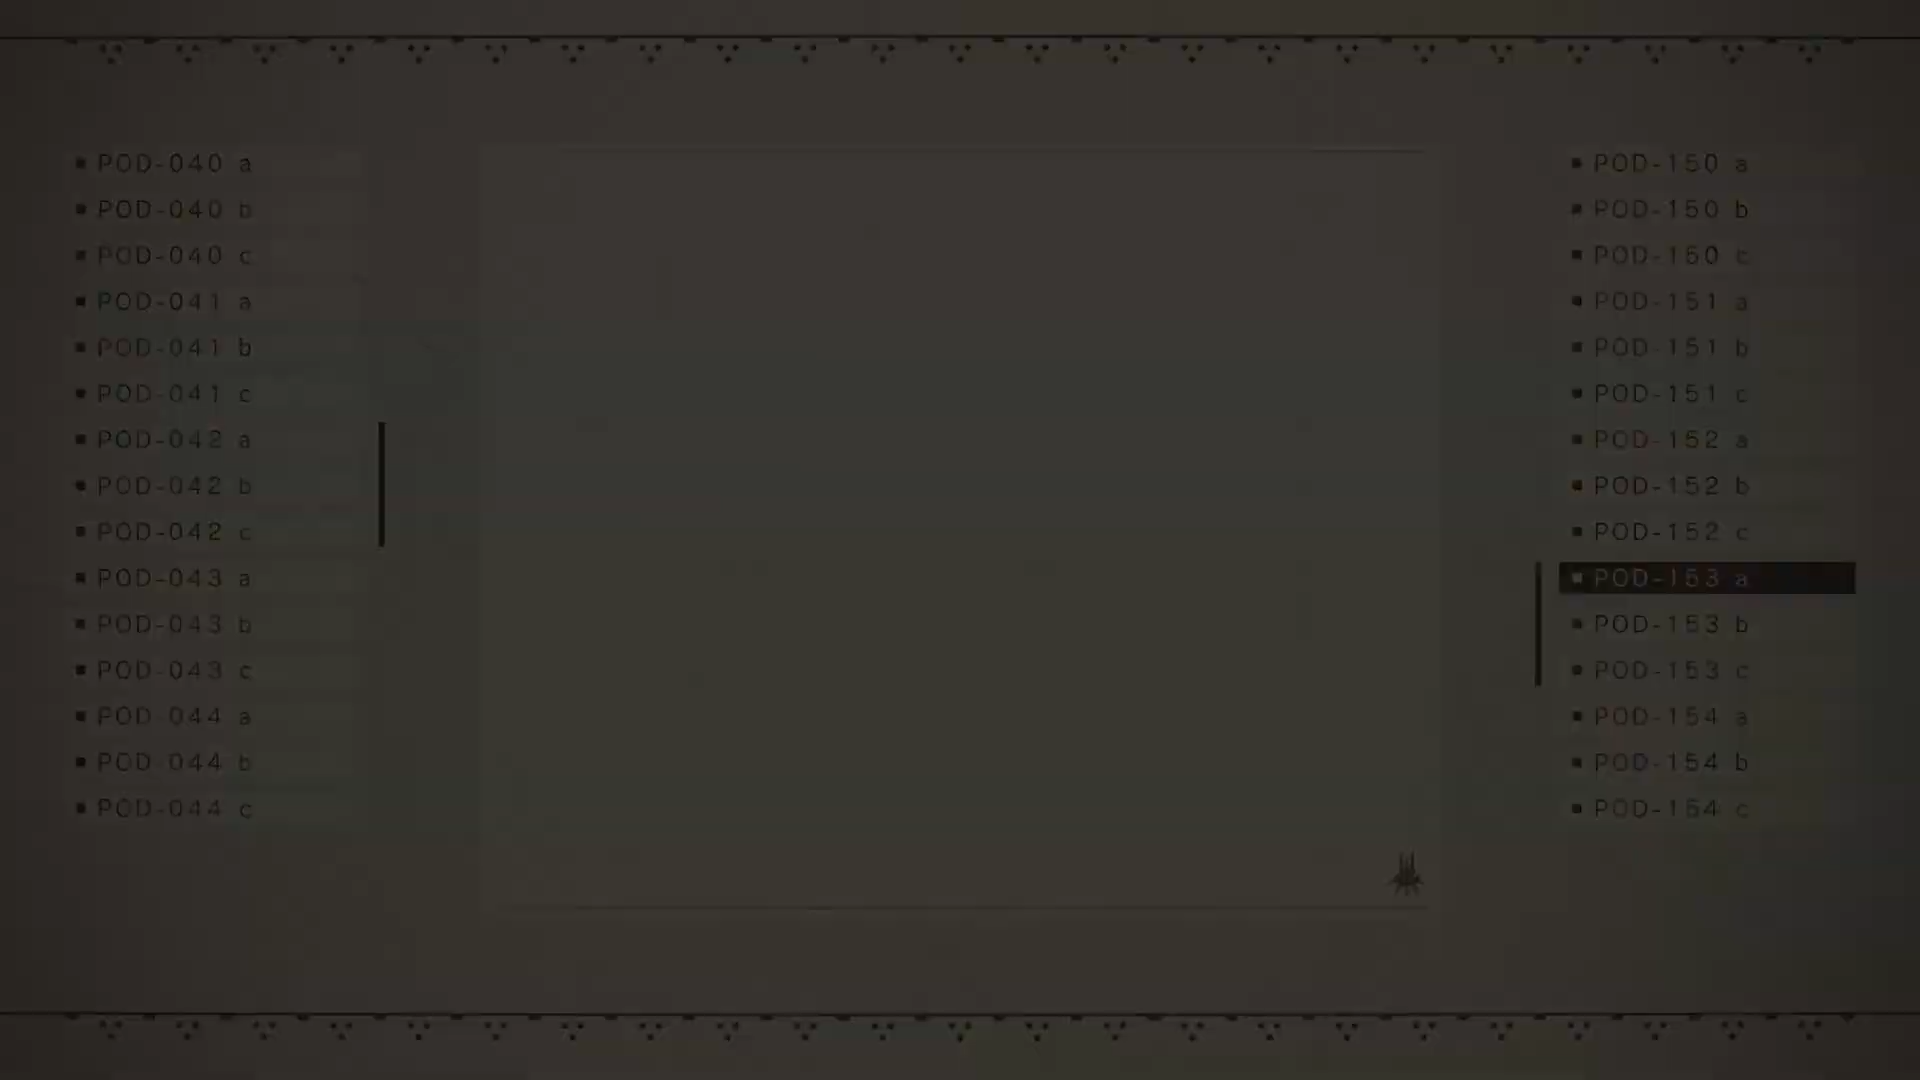 POD-040 a
POD-040 b
POD-040 c
POD-041 a
POD-041 b
POD-041 c
POD-042 a
POD-042 b
POD-042 c
POD-043 a
POD-043 b
POD-043 c
POD-044 a
POD-044 b
POD-044 c
POD-150 a
POD-150 b
POD-150 c
POD-151 a
POD-151 b
POD-151 c
POD-152 a
POD-152 b
POD-152 c
POD-153 a
POD-153 b
POD-153 c
POD-154 a
POD-154 b
POD-154 c